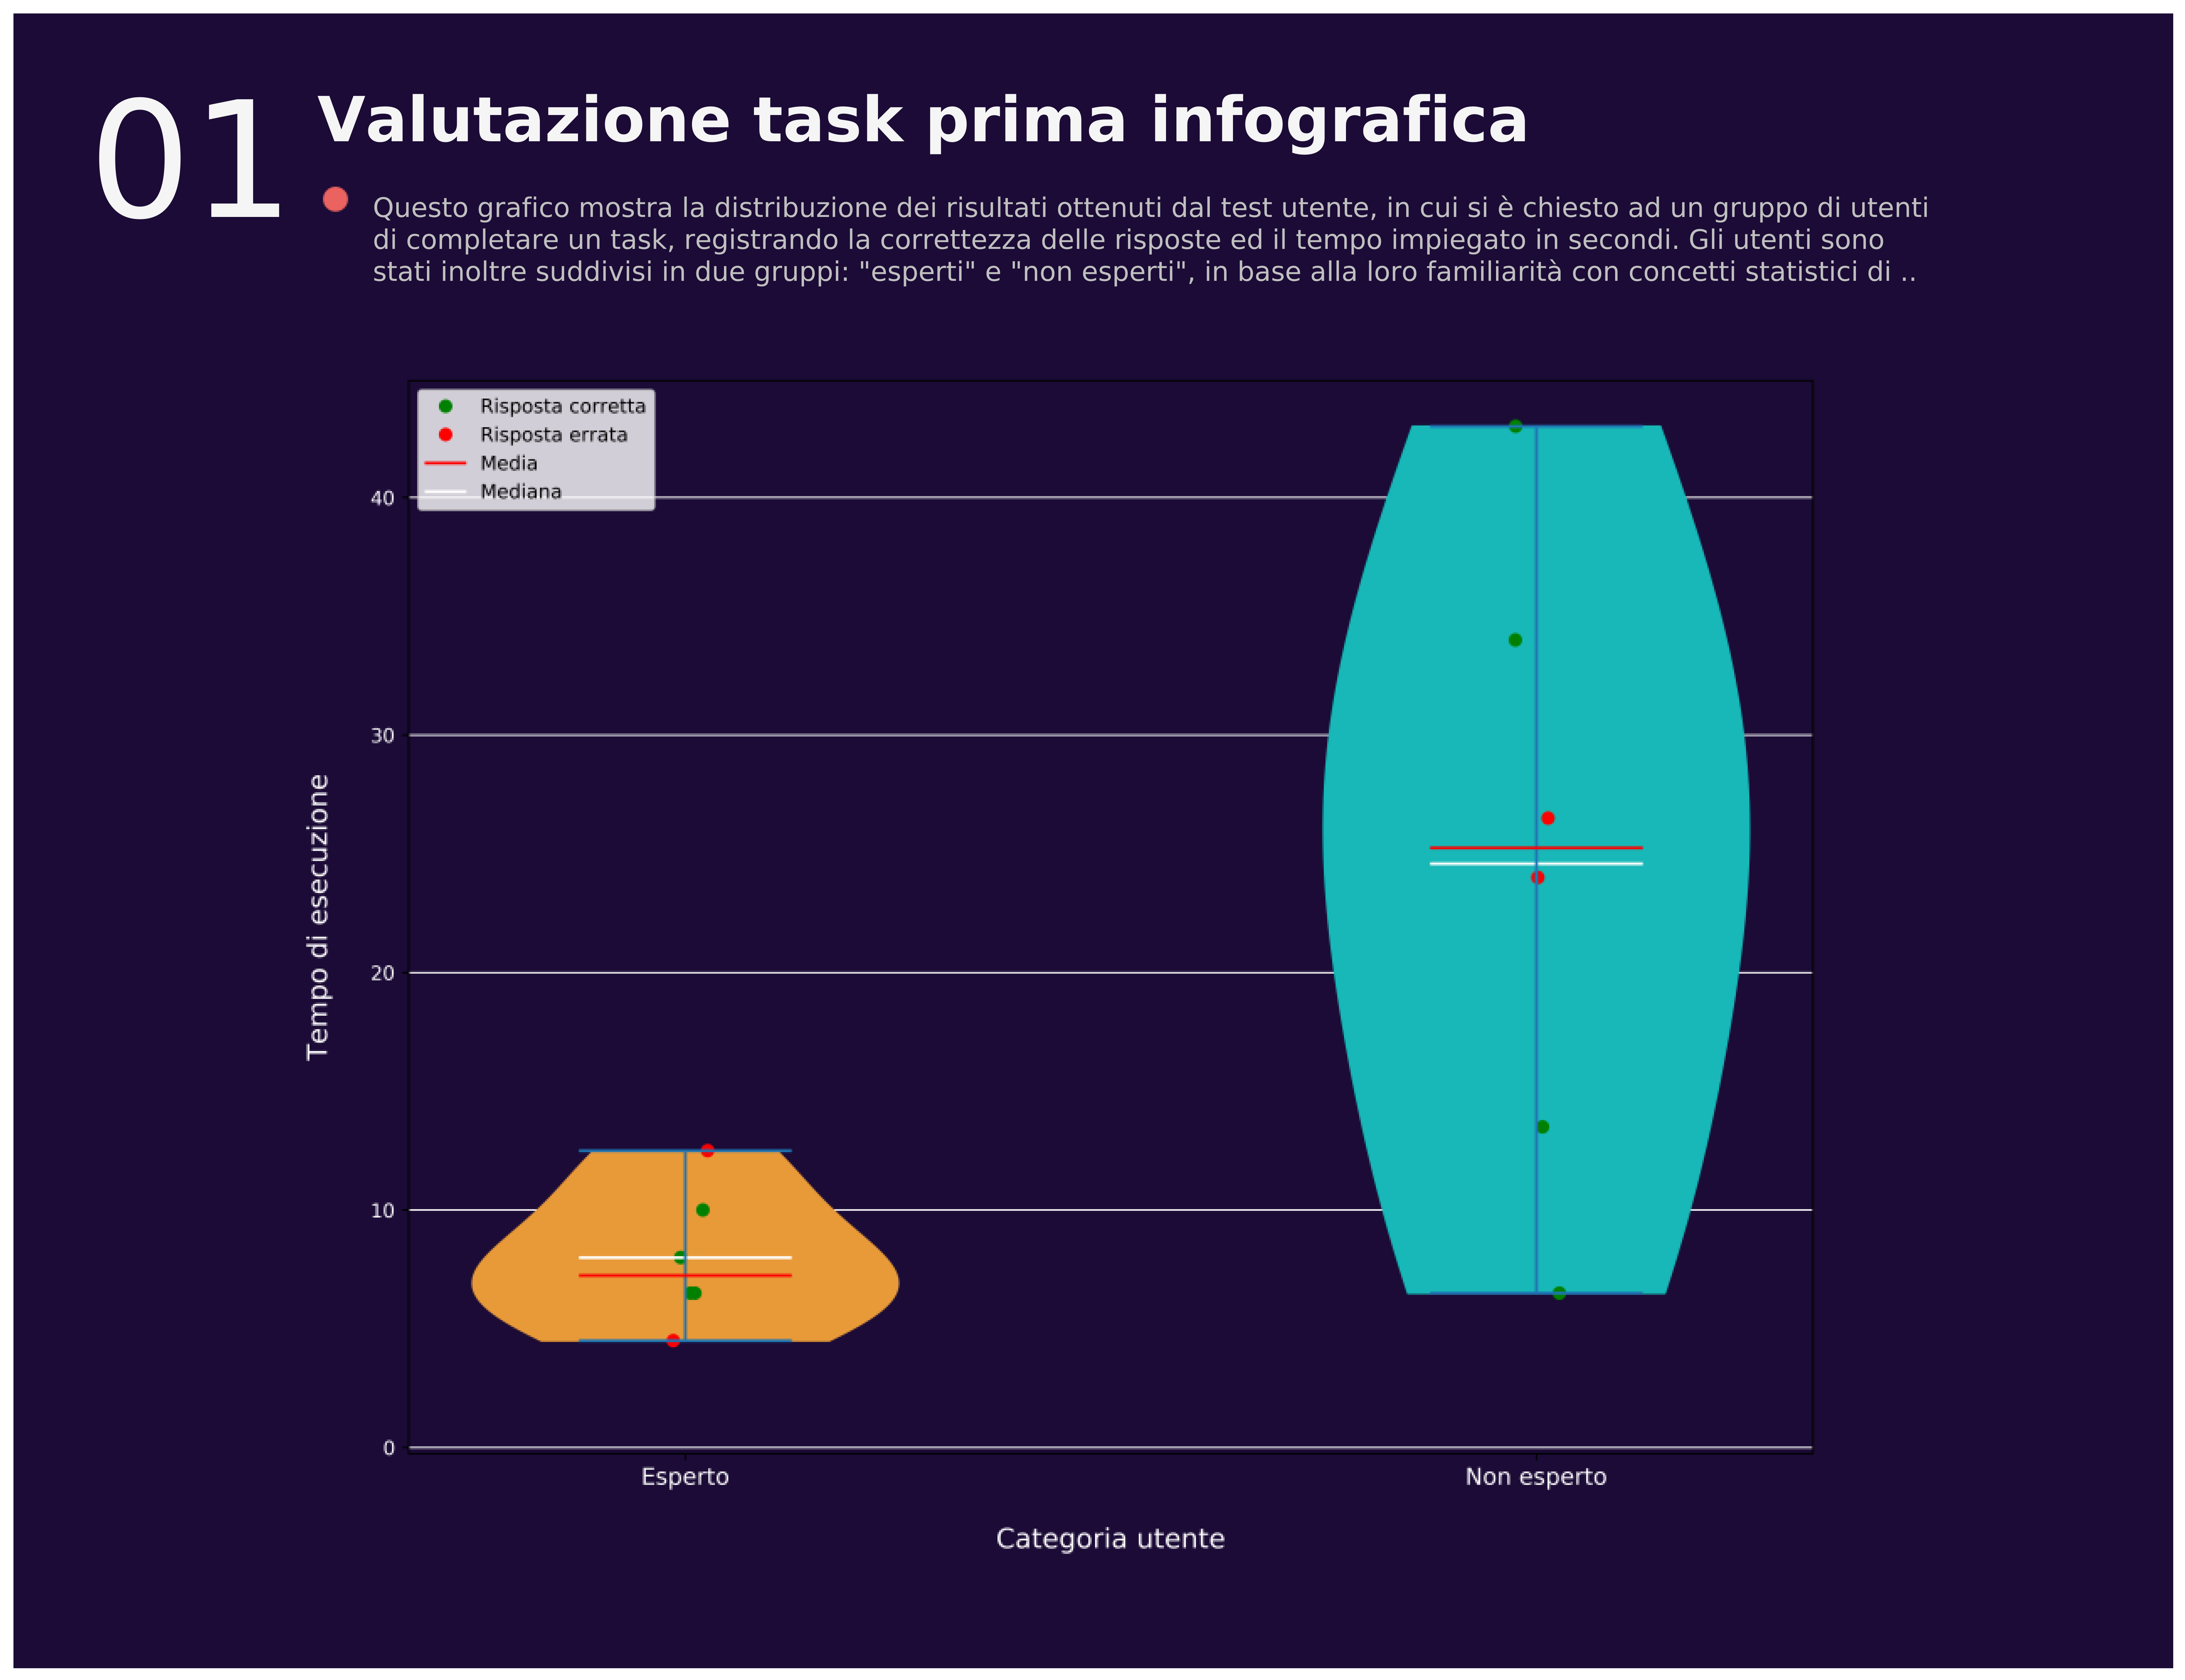 01
Valutazione task prima infografica
Questo grafico mostra la distribuzione dei risultati ottenuti dal test utente, in cui si è chiesto ad un gruppo di utenti
di completare un task, registrando la correttezza delle risposte ed il tempo impiegato in secondi. Gli utenti sono
stati inoltre suddivisi in due gruppi: "esperti" e "non esperti", in base alla loro familiarità con concetti statistici di ..
Risposta corretta
Risposta errata
Media
Mediana
40
30
20
10
0
Tempo di esecuzione
Esperto
Non esperto
Categoria utente